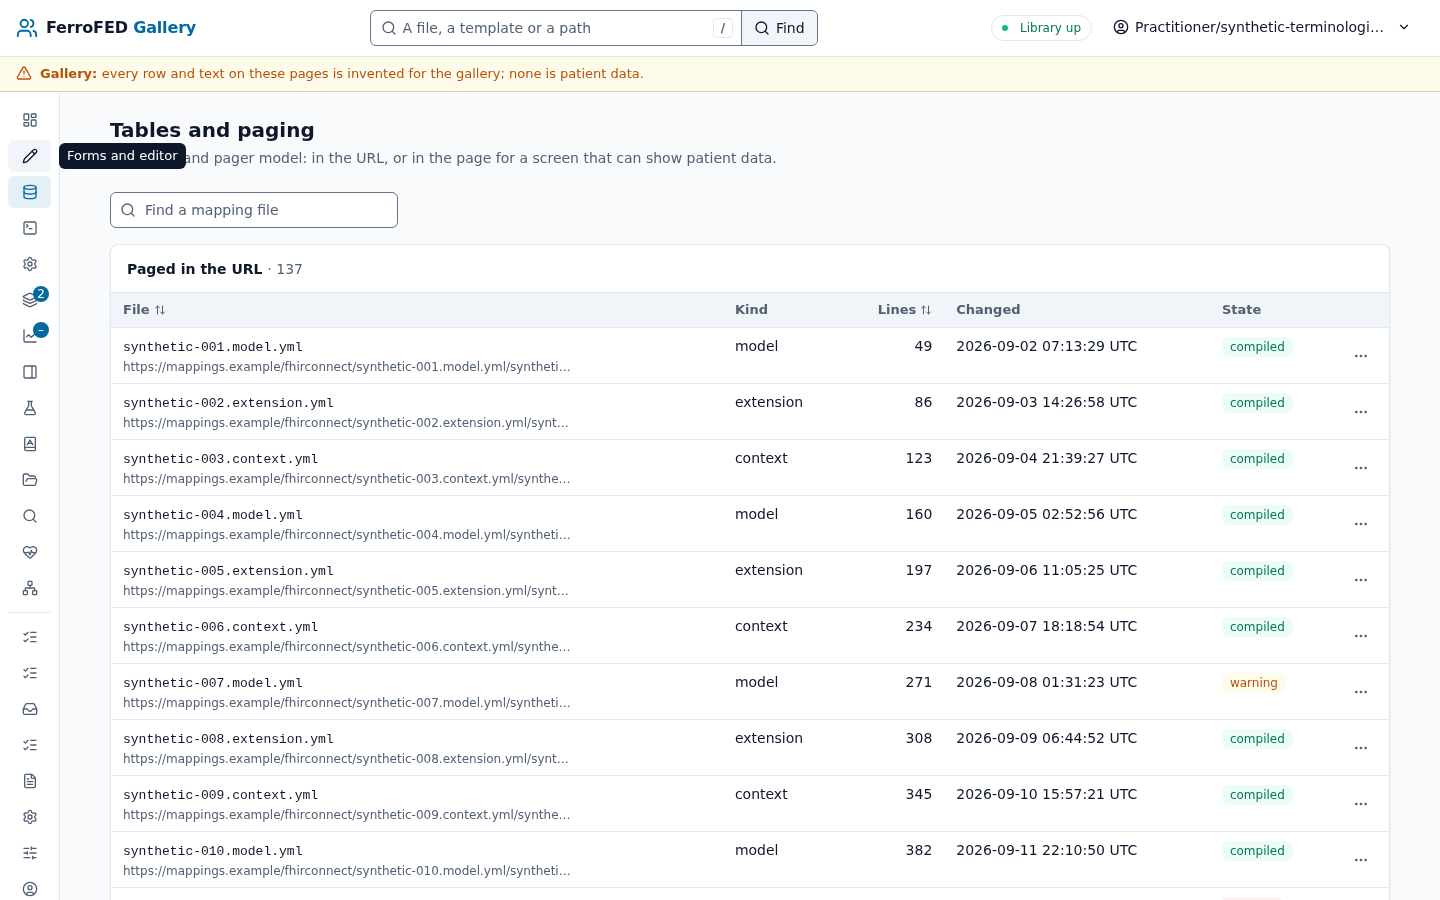 FerroFED Gallery
A file, a template or a path
/
Find
Library up
Practitioner/synthetic-terminologi...
Gallery: every row and text on these pages is invented for the gallery; none is patient data.
Tables and paging
Forms and editor
and pager model: in the URL, or in the page for a screen that can show patient data.
Find a mapping file
2
–
Paged in the URL · 137
File Kind Lines Changed State
synthetic-001.model.yml model 49 2026-09-02 07:13:29 UTC compiled
https://mappings.example/fhirconnect/synthetic-001.model.yml/syntheti...
synthetic-002.extension.yml extension 86 2026-09-03 14:26:58 UTC compiled
https://mappings.example/fhirconnect/synthetic-002.extension.yml/synt...
synthetic-003.context.yml context 123 2026-09-04 21:39:27 UTC compiled
https://mappings.example/fhirconnect/synthetic-003.context.yml/synthe...
synthetic-004.model.yml model 160 2026-09-05 02:52:56 UTC compiled
https://mappings.example/fhirconnect/synthetic-004.model.yml/syntheti...
synthetic-005.extension.yml extension 197 2026-09-06 11:05:25 UTC compiled
https://mappings.example/fhirconnect/synthetic-005.extension.yml/synt...
synthetic-006.context.yml context 234 2026-09-07 18:18:54 UTC compiled
https://mappings.example/fhirconnect/synthetic-006.context.yml/synthe...
synthetic-007.model.yml model 271 2026-09-08 01:31:23 UTC warning
https://mappings.example/fhirconnect/synthetic-007.model.yml/syntheti...
synthetic-008.extension.yml extension 308 2026-09-09 06:44:52 UTC compiled
https://mappings.example/fhirconnect/synthetic-008.extension.yml/synt...
synthetic-009.context.yml context 345 2026-09-10 15:57:21 UTC compiled
https://mappings.example/fhirconnect/synthetic-009.context.yml/synthe...
synthetic-010.model.yml model 382 2026-09-11 22:10:50 UTC compiled
https://mappings.example/fhirconnect/synthetic-010.model.yml/syntheti...